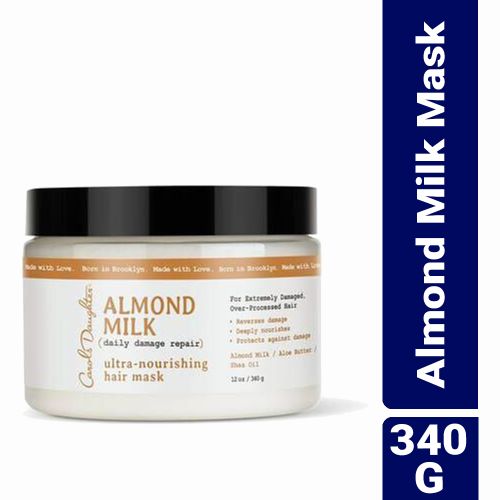 Made with Love. Born in Brooklyn. Made with Love. Born in Brooklyn. Made with Love.
Carol's Daughter
ALMOND
MILK
(daily damage repair)
ultra-nourishing
hair mask
For Extremely Damaged,
Over-Processed Hair
• Reverses damage
• Deeply nourishes
• Protects against damage
Almond Milk / Aloe Butter /
Shea Oil
12 oz / 340 g
Almond Milk Mask
340
G